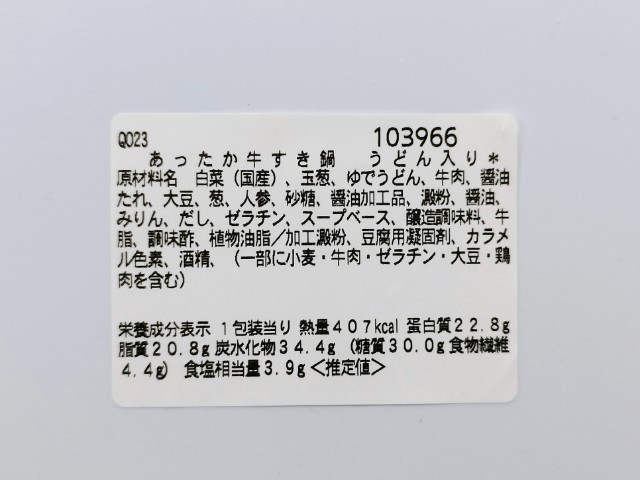 Q023
103966
あったか牛すき鍋　うどん入り＊
原材料名　白菜（国産）、玉葱、ゆでうどん、牛肉、醤油
たれ、大豆、葱、人参、砂糖、醤油加工品、澱粉、醤油、
みりん、だし、ゼラチン、スープベース、醸造調味料、牛
脂、調味酢、植物油脂／加工澱粉、豆腐用凝固剤、カラメ
ル色素、酒精、（一部に小麦・牛肉・ゼラチン・大豆・鶏
肉を含む）
栄養成分表示 １包装当り 熱量４０７kcal 蛋白質２２.８g
脂質２０.８g 炭水化物３４.４g （糖質３０.０g 食物繊維
４.４g）　食塩相当量３.９g＜推定値＞